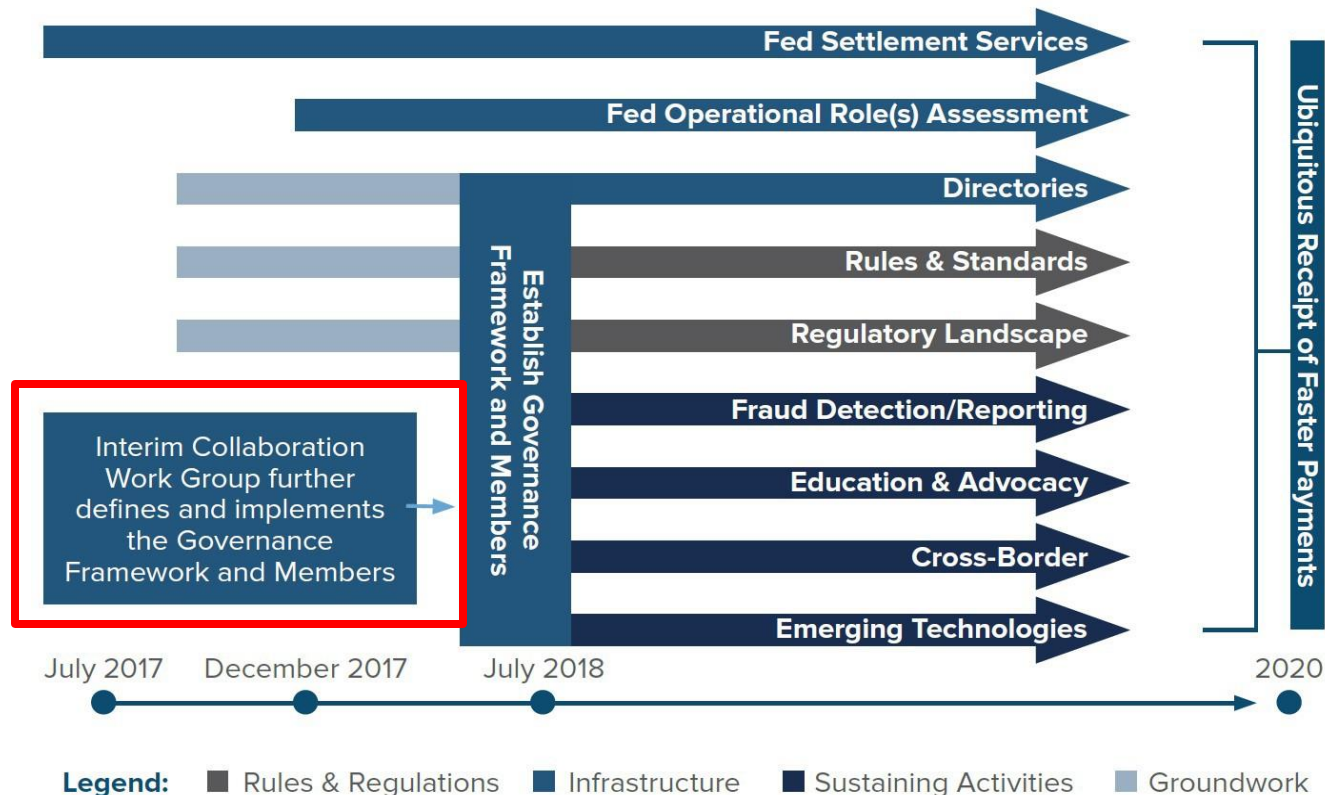 Fed Settlement Services
Fed Operational Role(s) Assessment
Directories
Rules & Standards
Regulatory Landscape
Fraud Detection/Reporting
Education & Advocacy
Cross-Border
Emerging Technologies
Establish Governance
Framework and Members
Ubiquitous Receipt of Faster Payments
Interim Collaboration
Work Group further
defines and implements
the Governance
Framework and Members
July 2017 December 2017 July 2018 2020
Legend: Rules & Regulations Infrastructure Sustaining Activities Groundwork